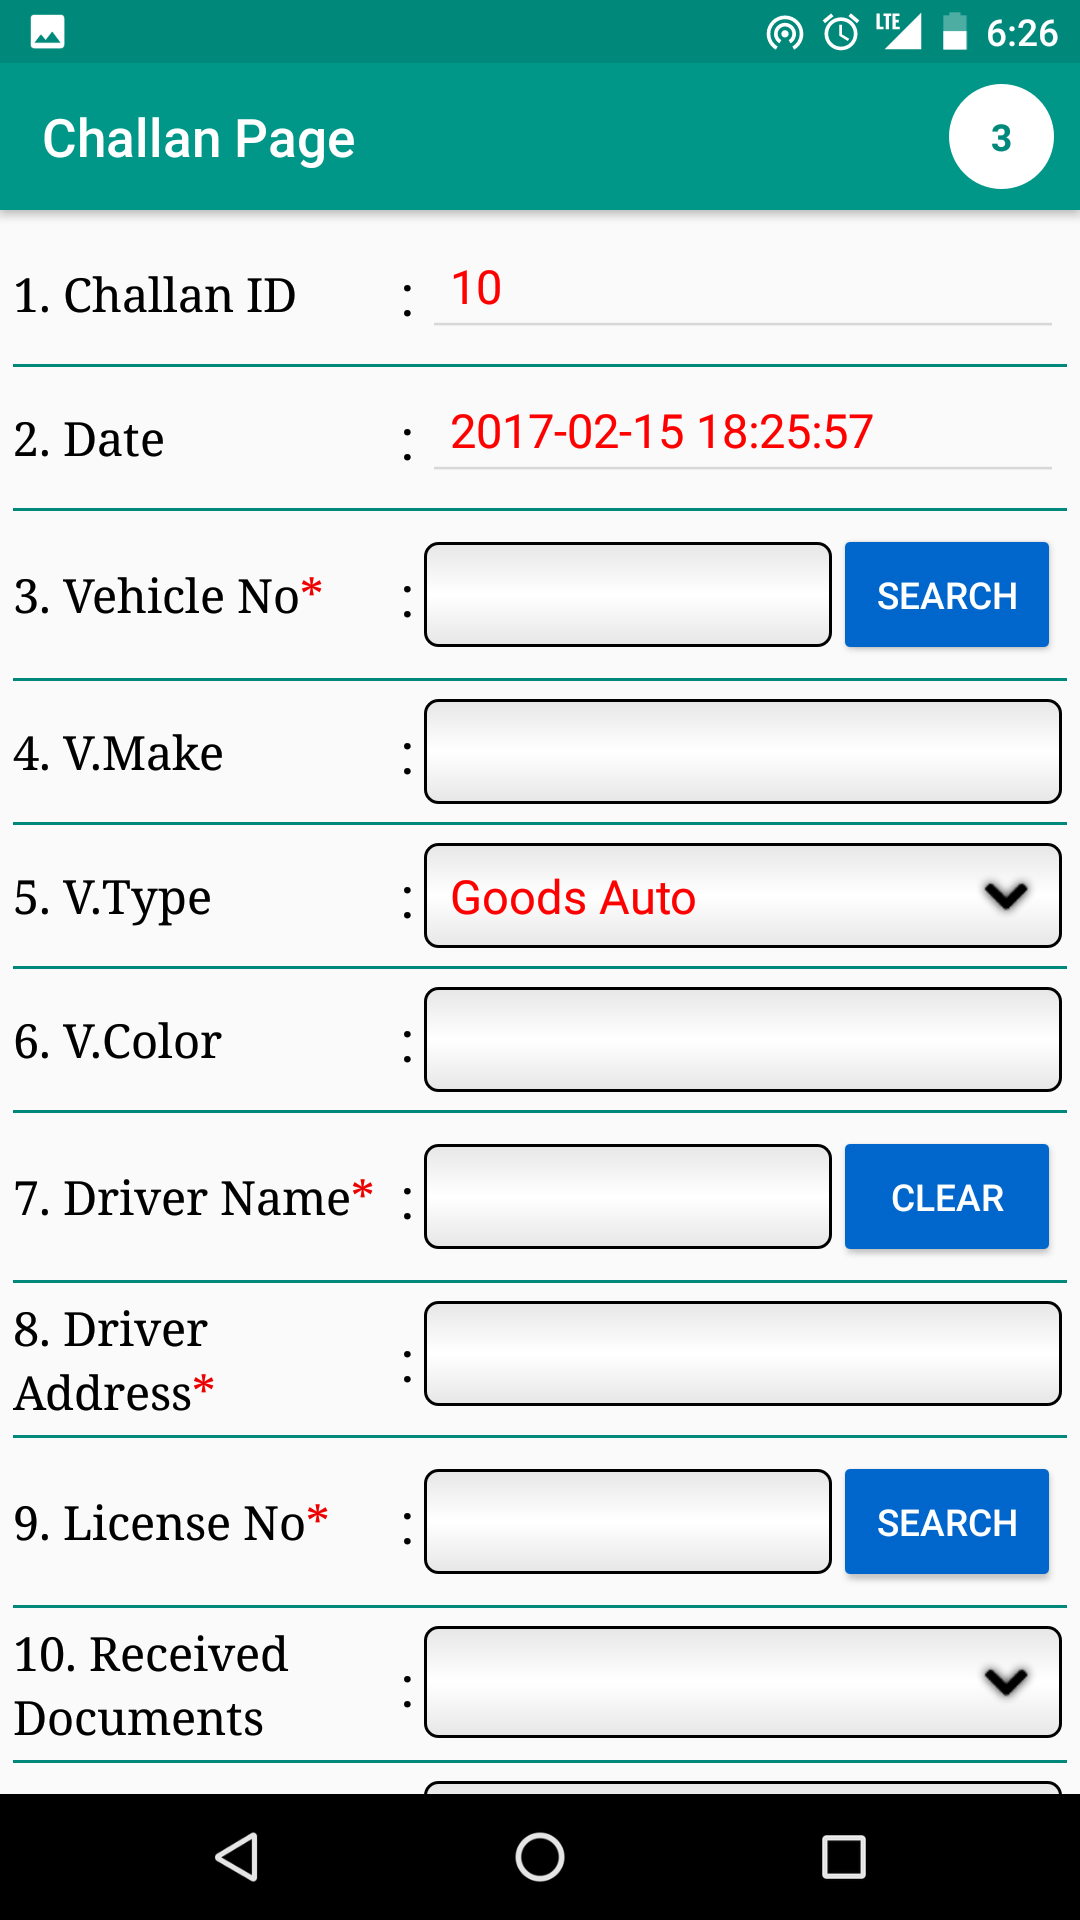 LTE 6:26
Challan Page 3
1. Challan ID : 10
2. Date : 2017-02-15 18:25:57
3. Vehicle No* : SEARCH
4. V.Make :
5. V.Type : Goods Auto
6. V.Color :
7. Driver Name* : CLEAR
8. Driver
Address* :
9. License No* : SEARCH
10. Received
Documents :